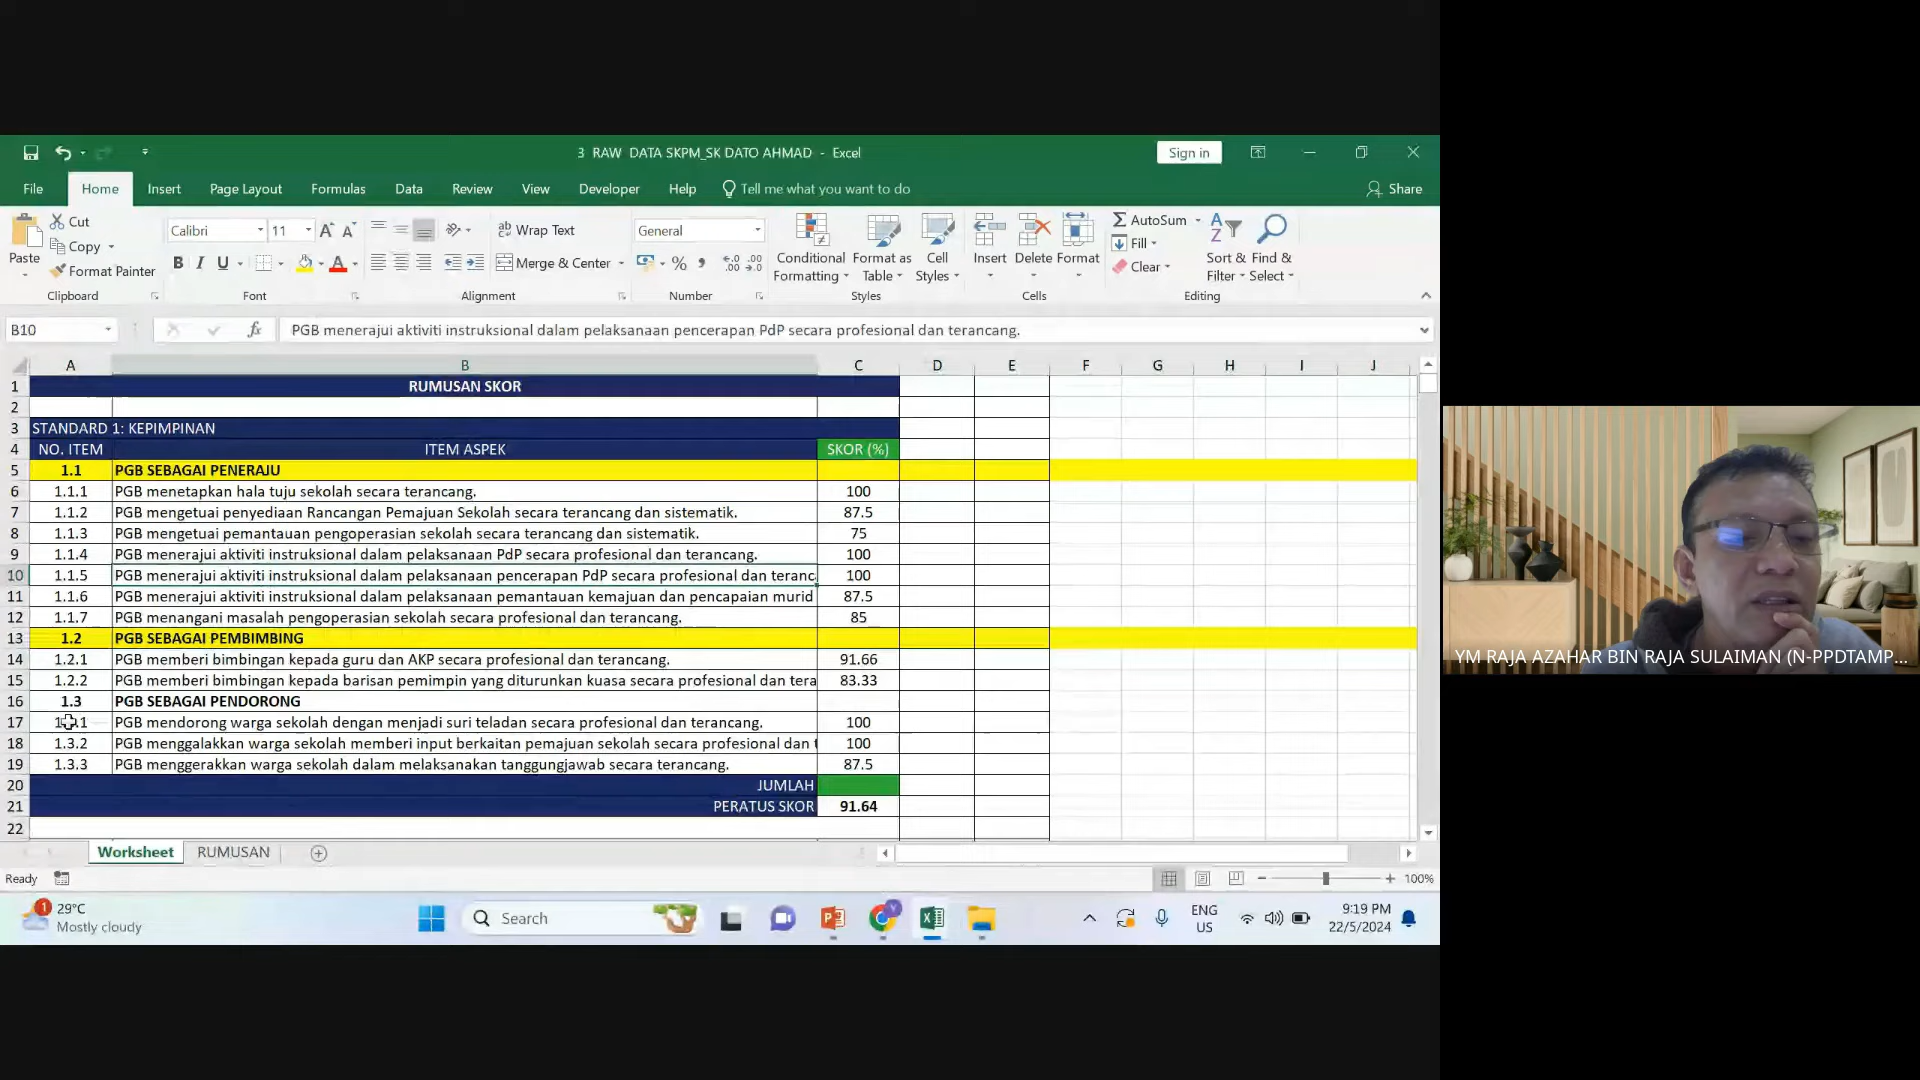 3 RAW DATA SKPM_SK DATO AHMAD - Excel
Sign in
File Home Insert Page Layout Formulas Data Review View Developer Help Tell me what you want to do Share
Paste
Cut
Copy
Format Painter
Clipboard
Calibri 11
B I U
Font
Wrap Text
Merge & Center
Alignment
General
Number
Conditional Formatting
Format as Table
Cell Styles
Styles
Insert Delete Format
Cells
AutoSum
Fill
Clear
Sort & Filter
Find & Select
Editing
B10 fx PGB menerajui aktiviti instruksional dalam pelaksanaan pencerapan PdP secara profesional dan terancang.
A B C D E F G H I J
1 RUMUSAN SKOR
2
3 STANDARD 1: KEPIMPINAN
4 NO. ITEM ITEM ASPEK SKOR (%)
5 1.1 PGB SEBAGAI PENERAJU
6 1.1.1 PGB menetapkan hala tuju sekolah secara terancang. 100
7 1.1.2 PGB mengetuai penyediaan Rancangan Pemajuan Sekolah secara terancang dan sistematik. 87.5
8 1.1.3 PGB mengetuai pemantauan pengoperasian sekolah secara terancang dan sistematik. 75
9 1.1.4 PGB menerajui aktiviti instruksional dalam pelaksanaan PdP secara profesional dan terancang. 100
10 1.1.5 PGB menerajui aktiviti instruksional dalam pelaksanaan pencerapan PdP secara profesional dan teranc 100
11 1.1.6 PGB menerajui aktiviti instruksional dalam pelaksanaan pemantauan kemajuan dan pencapaian murid 87.5
12 1.1.7 PGB menangani masalah pengoperasian sekolah secara profesional dan terancang. 85
13 1.2 PGB SEBAGAI PEMBIMBING
14 1.2.1 PGB memberi bimbingan kepada guru dan AKP secara profesional dan terancang. 91.66
15 1.2.2 PGB memberi bimbingan kepada barisan pemimpin yang diturunkan kuasa secara profesional dan tera 83.33
16 1.3 PGB SEBAGAI PENDORONG
17 PGB mendorong warga sekolah dengan menjadi suri teladan secara profesional dan terancang. 100
18 1.3.2 PGB menggalakkan warga sekolah memberi input berkaitan pemajuan sekolah secara profesional dan t 100
19 1.3.3 PGB menggerakkan warga sekolah dalam melaksanakan tanggungjawab secara terancang. 87.5
20 JUMLAH
21 PERATUS SKOR 91.64
22
Worksheet RUMUSAN
Ready 100%
1
29°C
Mostly cloudy
Search
ENG
US
9:19 PM
22/5/2024
YM RAJA AZAHAR BIN RAJA SULAIMAN (N-PPDTAMP...